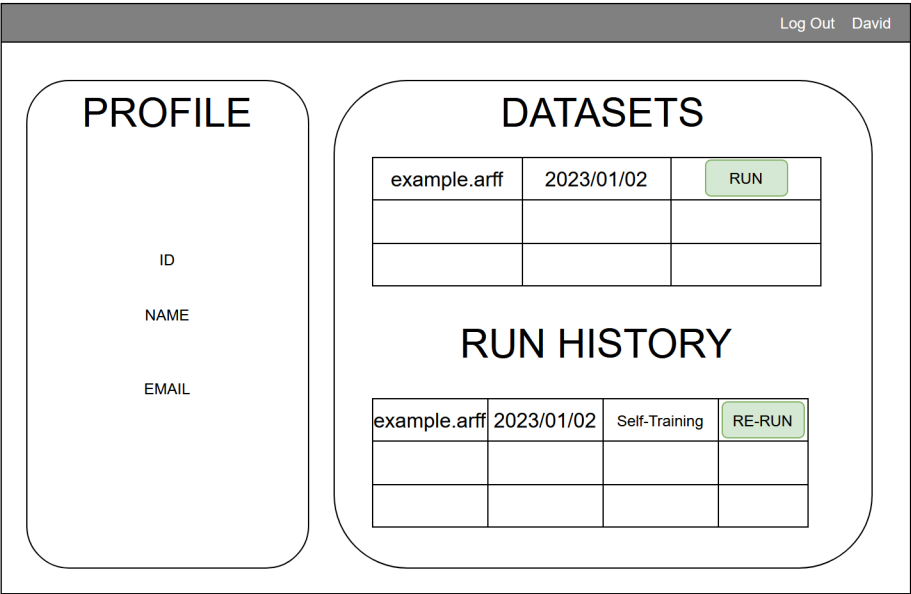 Log Out David
PROFILE
ID
NAME
EMAIL
DATASETS
example.arff 2023/01/02 RUN
RUN HISTORY
example.arff 2023/01/02 Self-Training RE-RUN